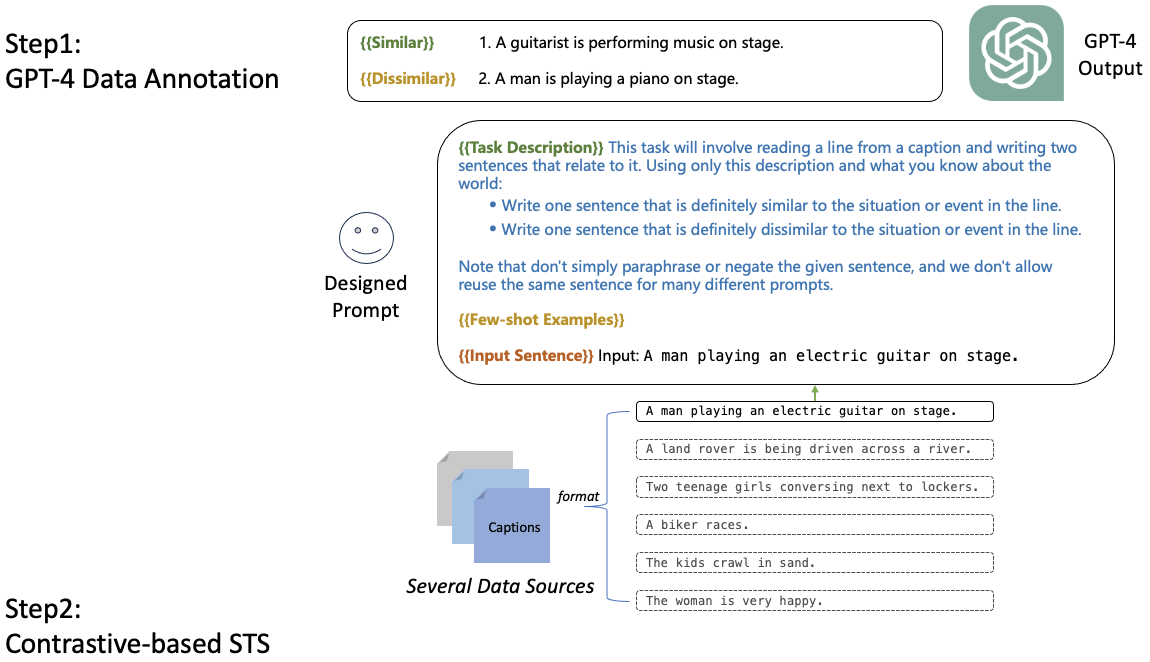 Step1:
GPT-4 Data Annotation
{{Similar}} 1. A guitarist is performing music on stage.
{{Dissimilar}} 2. A man is playing a piano on stage.
GPT-4
Output
{{Task Description}} This task will involve reading a line from a caption and writing two
sentences that relate to it. Using only this description and what you know about the
world:
• Write one sentence that is definitely similar to the situation or event in the line.
• Write one sentence that is definitely dissimilar to the situation or event in the line.
Note that don't simply paraphrase or negate the given sentence, and we don't allow
reuse the same sentence for many different prompts.
{{Few-shot Examples}}
{{Input Sentence}} Input: A man playing an electric guitar on stage.
Designed
Prompt
A man playing an electric guitar on stage.
A land rover is being driven across a river.
Two teenage girls conversing next to lockers.
A biker races.
The kids crawl in sand.
The woman is very happy.
format
Captions
Several Data Sources
Step2:
Contrastive-based STS